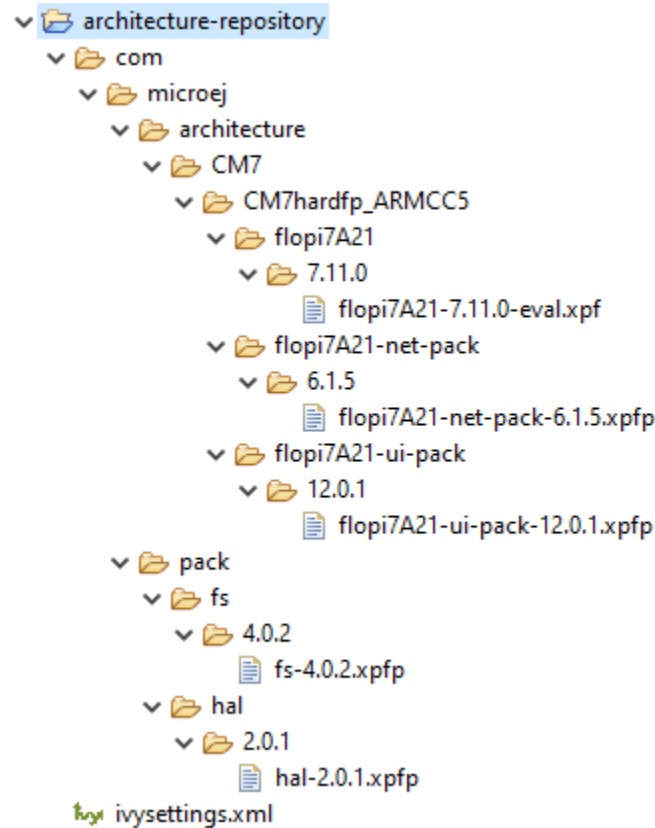 architecture-repository
com
microej
architecture
CM7
CM7hardfp_ARMCC5
flopi7A21
7.11.0
flopi7A21-7.11.0-eval.xpf
flopi7A21-net-pack
6.1.5
flopi7A21-net-pack-6.1.5.xpfp
flopi7A21-ui-pack
12.0.1
flopi7A21-ui-pack-12.0.1.xpfp
pack
fs
4.0.2
fs-4.0.2.xpfp
hal
2.0.1
hal-2.0.1.xpfp
ivy ivysettings.xml